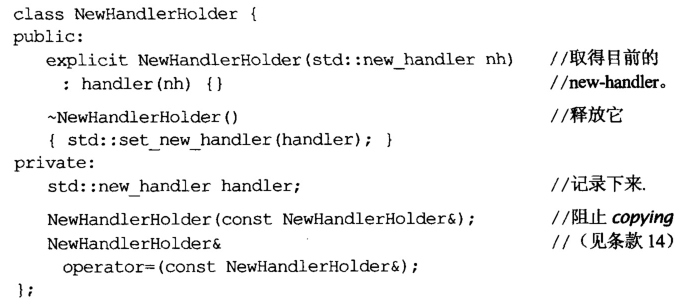 class NewHandlerHolder {
public:
explicit NewHandlerHolder(std::new_handler nh) //取得目前的
: handler(nh) {} //new-handler。
~NewHandlerHolder() //释放它
{ std::set_new_handler(handler); }
private:
std::new_handler handler; //记录下来.
NewHandlerHolder(const NewHandlerHolder&); //阻止 copying
NewHandlerHolder& //（见条款 14）
operator=(const NewHandlerHolder&);
};